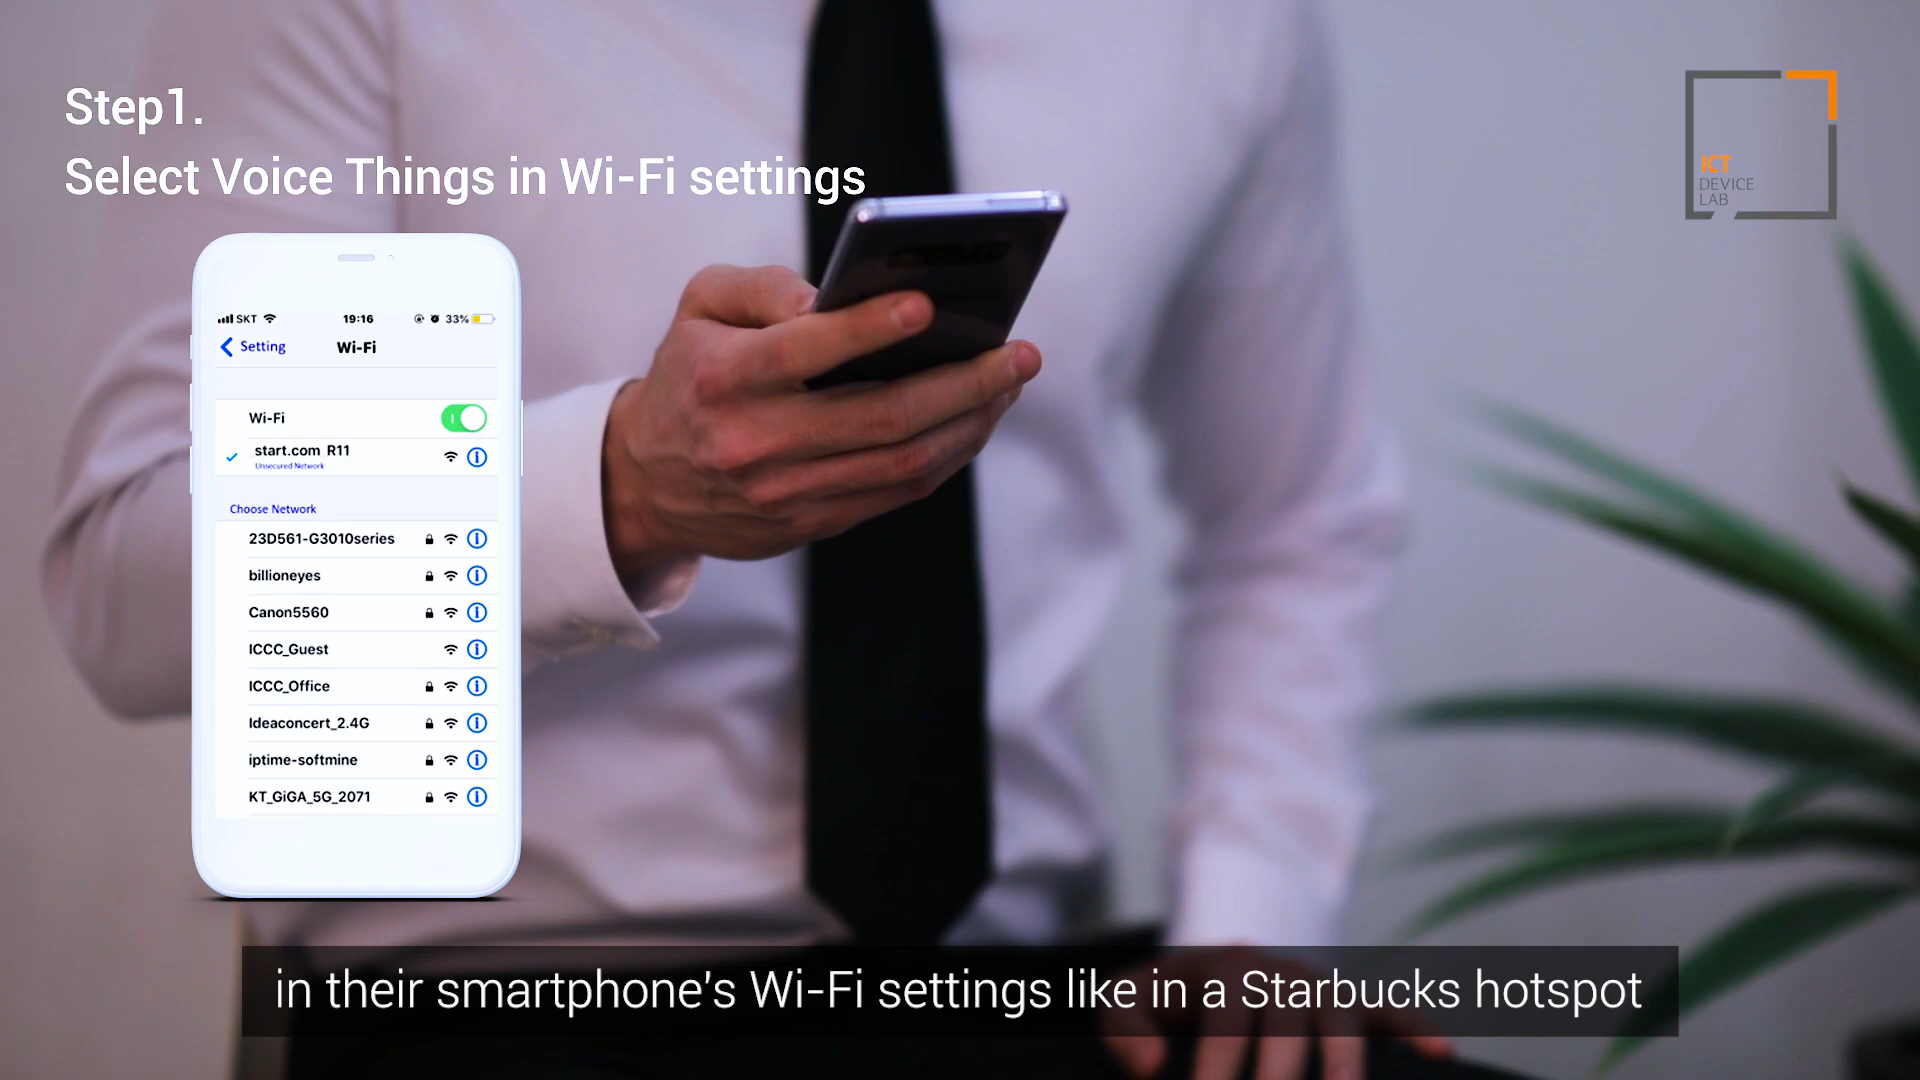 Step1.
Select Voice Things in Wi-Fi settings
ICT
DEVICE
LAB
SKT 19:16 33%
Setting Wi-Fi
Wi-Fi
start.com R11
Unsecured Network
Choose Network
23D561-G3010series
billioneyes
Canon5560
ICCC_Guest
ICCC_Office
Ideaconcert_2.4G
iptime-softmine
KT_GiGA_5G_2071
in their smartphone's Wi-Fi settings like in a Starbucks hotspot